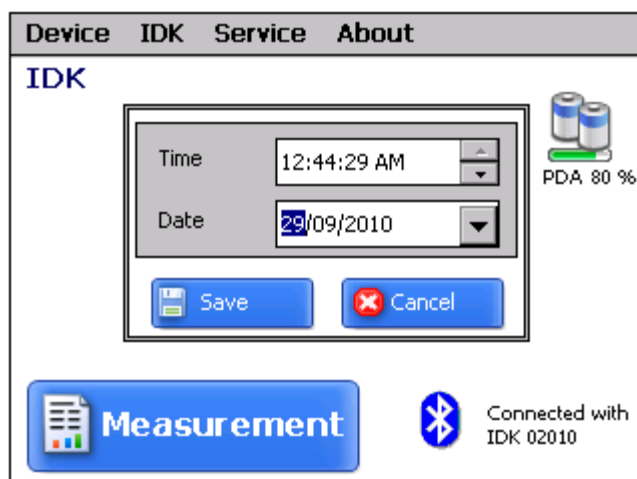 Device IDK Service About
IDK
Time 12:44:29 AM
PDA 80 %
Date 29/09/2010
Save Cancel
Measurement
Connected with
IDK 02010